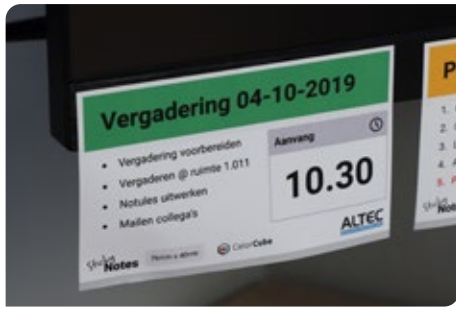 Vergadering 04-10-2019
• Vergadering voorbereiden
• Vergaderen @ ruimte 1.011
• Notules uitwerken
• Mailen collega's
Aanvang
10.30
ALTEC
Notes
ColorCube
P
1.
2.
3.
4.
5.